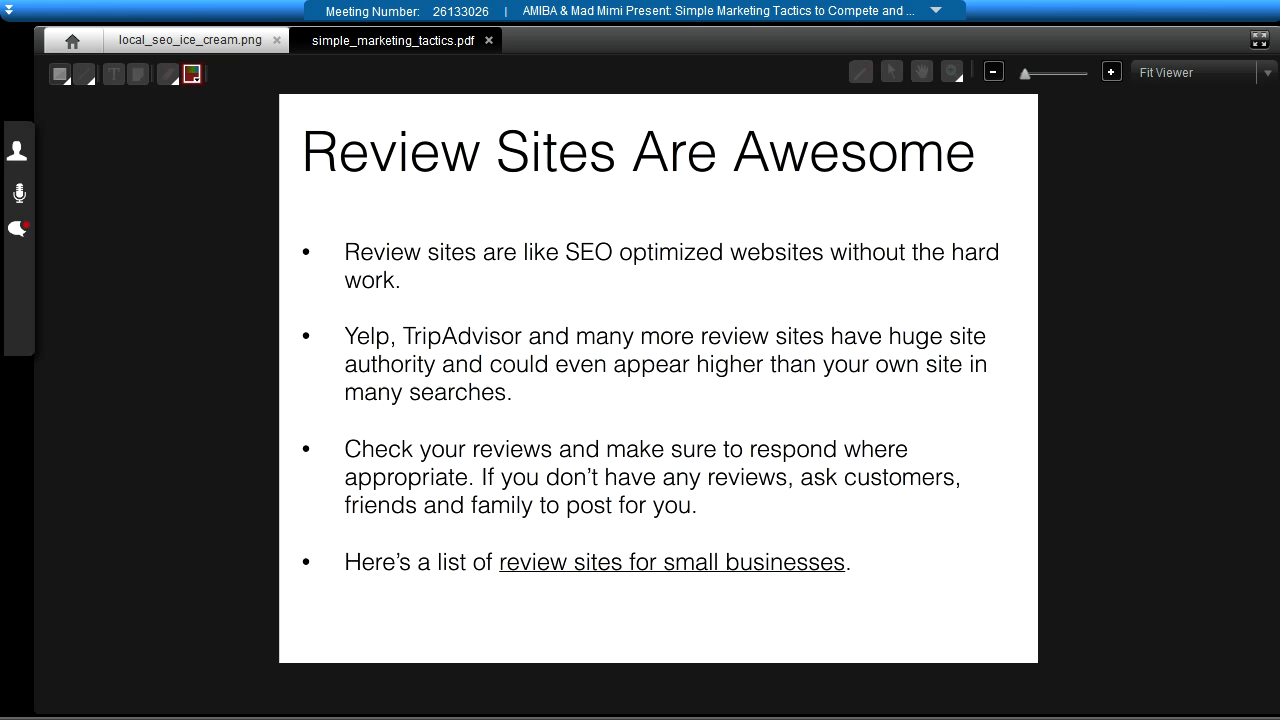 Meeting Number: 26133026 | AMIBA & Mad Mimi Present: Simple Marketing Tactics to Compete and ...
local_seo_ice_cream.png
simple_marketing_tactics.pdf
T
Fit Viewer
Review Sites Are Awesome
• Review sites are like SEO optimized websites without the hard
work.
• Yelp, TripAdvisor and many more review sites have huge site
authority and could even appear higher than your own site in
many searches.
• Check your reviews and make sure to respond where
appropriate. If you don’t have any reviews, ask customers,
friends and family to post for you.
• Here’s a list of review sites for small businesses.